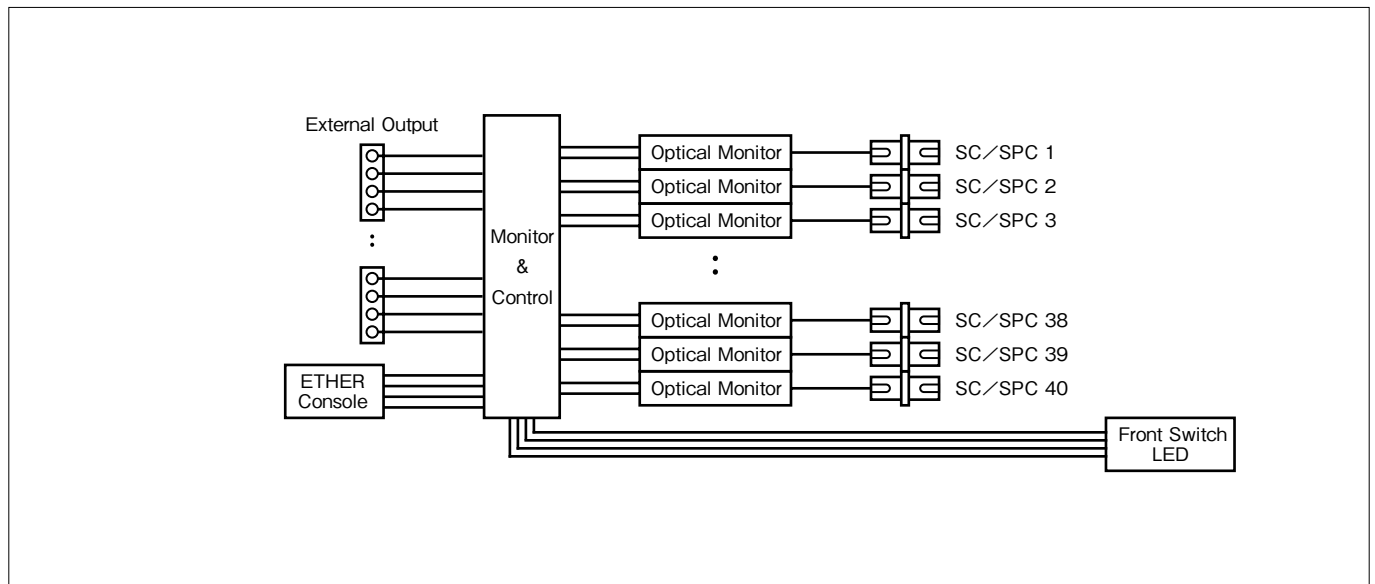 External Output
:
:
Monitor
&
Control
ETHER
Console
Optical Monitor
SC／SPC 1
Optical Monitor
SC／SPC 2
Optical Monitor
SC／SPC 3
Optical Monitor
SC／SPC 38
Optical Monitor
SC／SPC 39
Optical Monitor
SC／SPC 40
Front Switch
LED